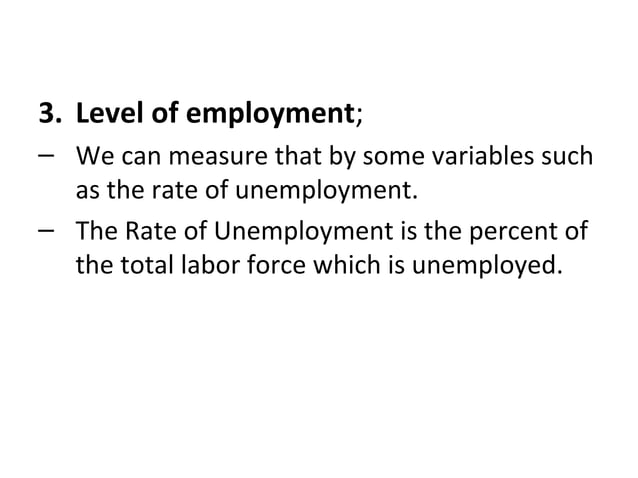 3. Level of employment;
– We can measure that by some variables such
as the rate of unemployment.
– The Rate of Unemployment is the percent of
the total labor force which is unemployed.